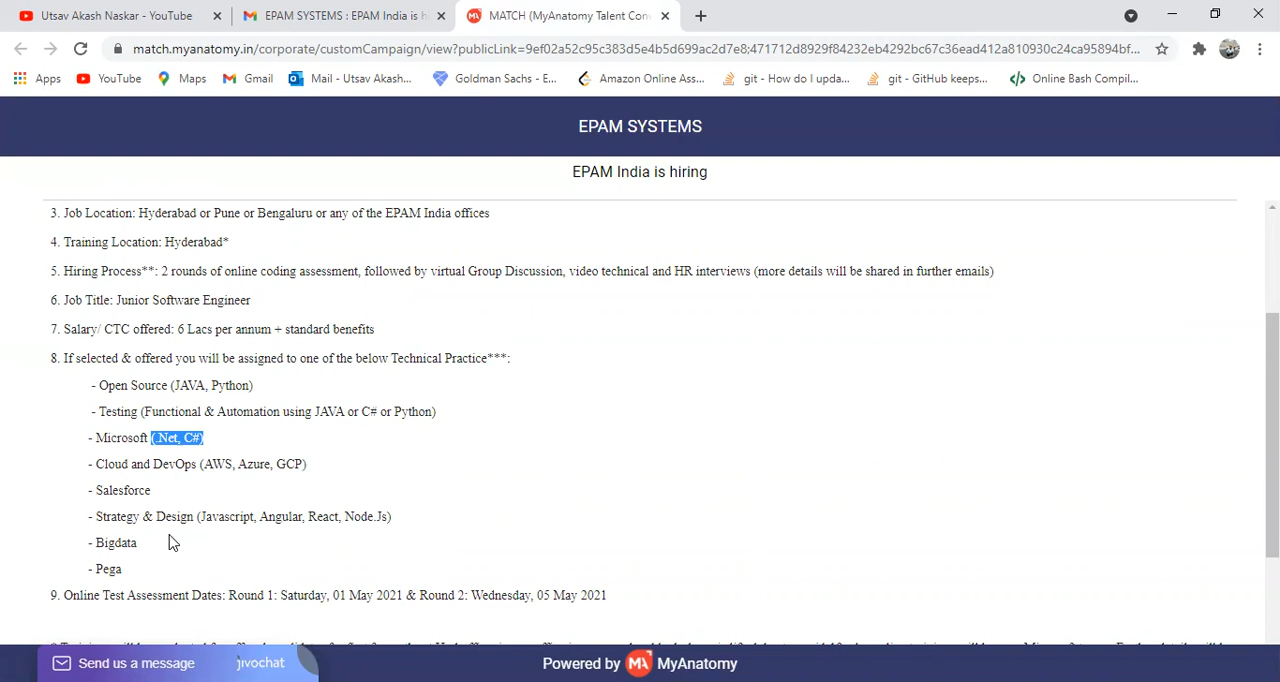 Utsav Akash Naskar - YouTube
EPAM SYSTEMS : EPAM India is h
MATCH (MyAnatomy Talent Con
match.myanatomy.in/corporate/customCampaign/view?publicLink=9ef02a52c95c383d5e4b5d699ac2d7e8;471712d8929f84232eb4292bc67c36ead412a810930c24ca95894bf...
Apps
YouTube
Maps
Gmail
Mail - Utsav Akash...
Goldman Sachs - E...
Amazon Online Ass...
git - How do I upda...
git - GitHub keeps...
Online Bash Compil...
EPAM SYSTEMS
EPAM India is hiring
3. Job Location: Hyderabad or Pune or Bengaluru or any of the EPAM India offices
4. Training Location: Hyderabad*
5. Hiring Process**: 2 rounds of online coding assessment, followed by virtual Group Discussion, video technical and HR interviews (more details will be shared in further emails)
6. Job Title: Junior Software Engineer
7. Salary/ CTC offered: 6 Lacs per annum + standard benefits
8. If selected & offered you will be assigned to one of the below Technical Practice***:
- Open Source (JAVA, Python)
- Testing (Functional & Automation using JAVA or C# or Python)
- Microsoft (.Net, C#)
- Cloud and DevOps (AWS, Azure, GCP)
- Salesforce
- Strategy & Design (Javascript, Angular, React, Node.Js)
- Bigdata
- Pega
9. Online Test Assessment Dates: Round 1: Saturday, 01 May 2021 & Round 2: Wednesday, 05 May 2021
Send us a message
jivochat
Powered by MA MyAnatomy